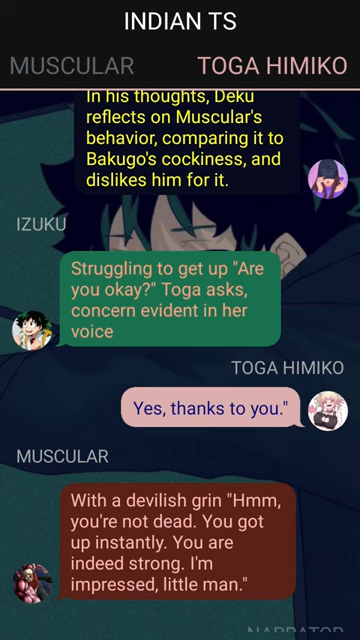 INDIAN TS
MUSCULAR
TOGA HIMIKO
In his thoughts, Deku
reflects on Muscular's
behavior, comparing it to
Bakugo's cockiness, and
dislikes him for it.
IZUKU
Struggling to get up "Are
you okay?" Toga asks,
concern evident in her
voice
TOGA HIMIKO
Yes, thanks to you."
MUSCULAR
With a devilish grin "Hmm,
you're not dead. You got
up instantly. You are
indeed strong. I'm
impressed, little man."
NARRATOR